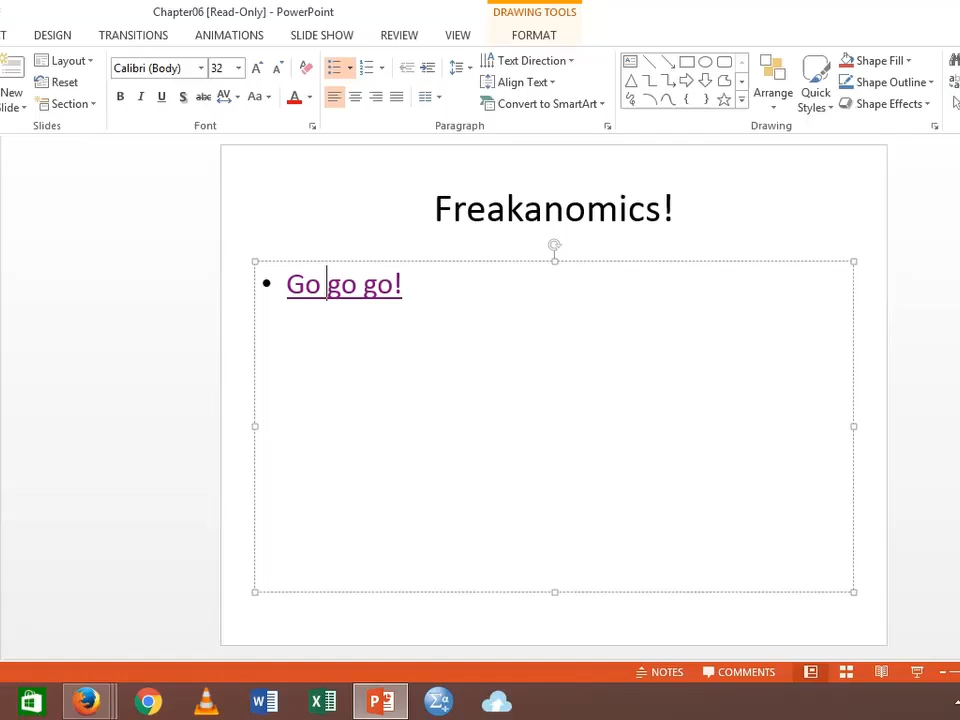 Chapter06 [Read-Only] - PowerPoint
DRAWING TOOLS
DESIGN TRANSITIONS ANIMATIONS SLIDE SHOW REVIEW VIEW FORMAT
Layout
Calibri (Body) 32
Text Direction
Shape Fill
New
Slide
Reset
Align Text
Arrange
Quick
Styles
Shape Outline
Section
B I U S abc AV Aa A
Convert to SmartArt
Shape Effects
Slides Font Paragraph Drawing
Freakanomics!
• Go go go!
NOTES COMMENTS